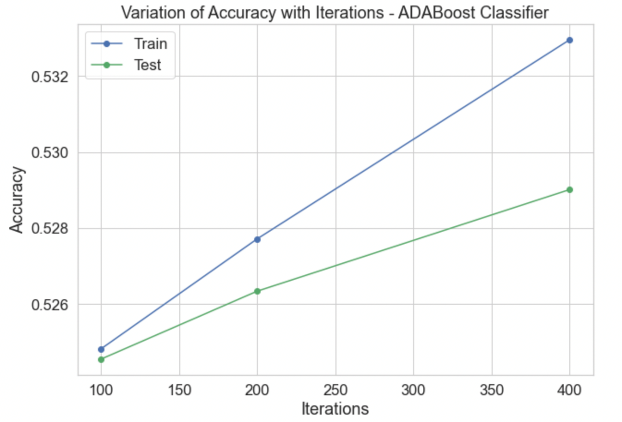 Variation of Accuracy with Iterations - ADABoost Classifier
Train
Test
0.532
0.530
0.528
0.526
Accuracy
100 150 200 250 300 350 400
Iterations